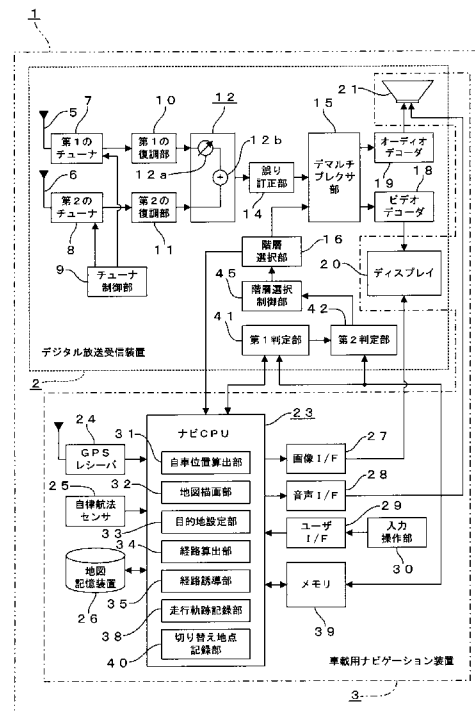 1
5
7
10
12
15
21
第1の
チューナ
第1の
復調部
12a
12b
誤り
訂正部
14
デマルチ
プレクサ
部
オーディオ
デコーダ
19
18
ビデオ
デコーダ
6
第2の
チューナ
8
第2の
復調部
11
9
チューナ
制御部
階層
選択部
16
20
ディスプレイ
45
階層選択
制御部
41
42
第1判定部
第2判定部
デジタル放送受信装置
2
23
ナビCPU
24
GPS
レシーバ
31
自車位置算出部
27
画像I/F
25
自律航法
センサ
32
地図描画部
28
音声I/F
33
目的地設定部
29
ユーザ
I/F
入力
操作部
30
34
経路算出部
地図
記憶装置
26
35
経路誘導部
メモリ
39
38
走行軌跡記録部
40
切り替え地点
記録部
車載用ナビゲーション装置
3